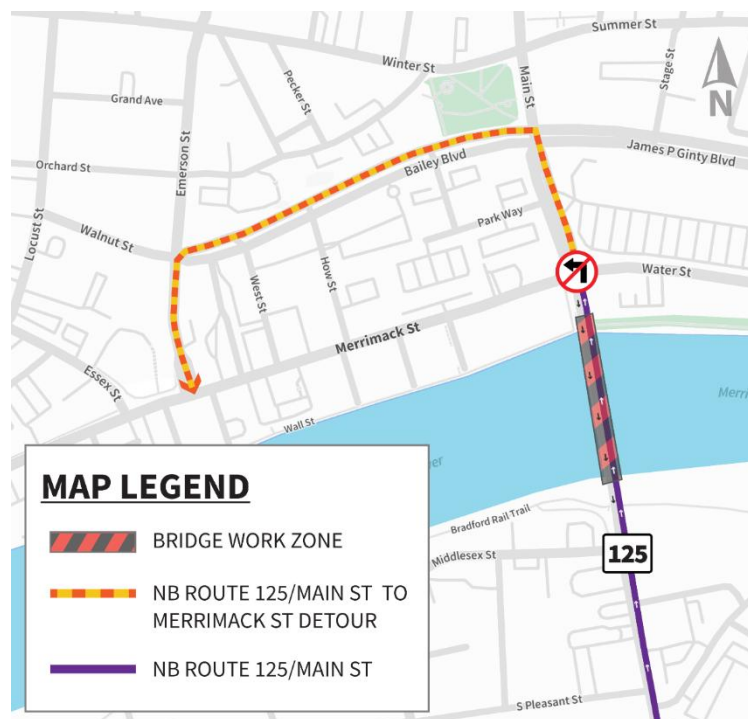 Summer St
Winter St
Main St
Stage St
Pecker St
Grand Ave
N
Emerson St
James P Ginty Blvd
Orchard St
Bailey Blvd
Locust St
Walnut St
Park Way
How St
West St
Water St
Merrimack St
Essex St
Wall St
MAP LEGEND
BRIDGE WORK ZONE
NB ROUTE 125/MAIN ST TO
MERRIMACK ST DETOUR
NB ROUTE 125/MAIN ST
Bradford Rail Trail
Middlesex St
125
S Pleasant St